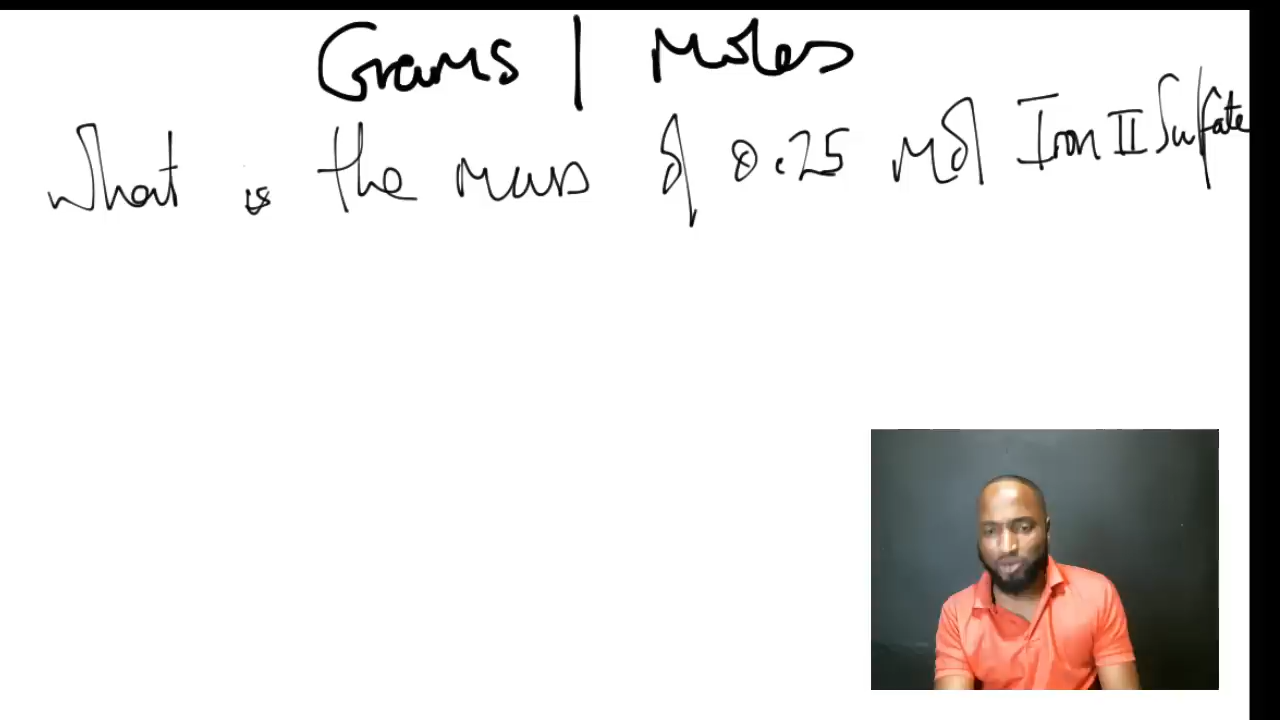 Grams | Moles
What is the mass of 0.25 mol Iron II Sulfate